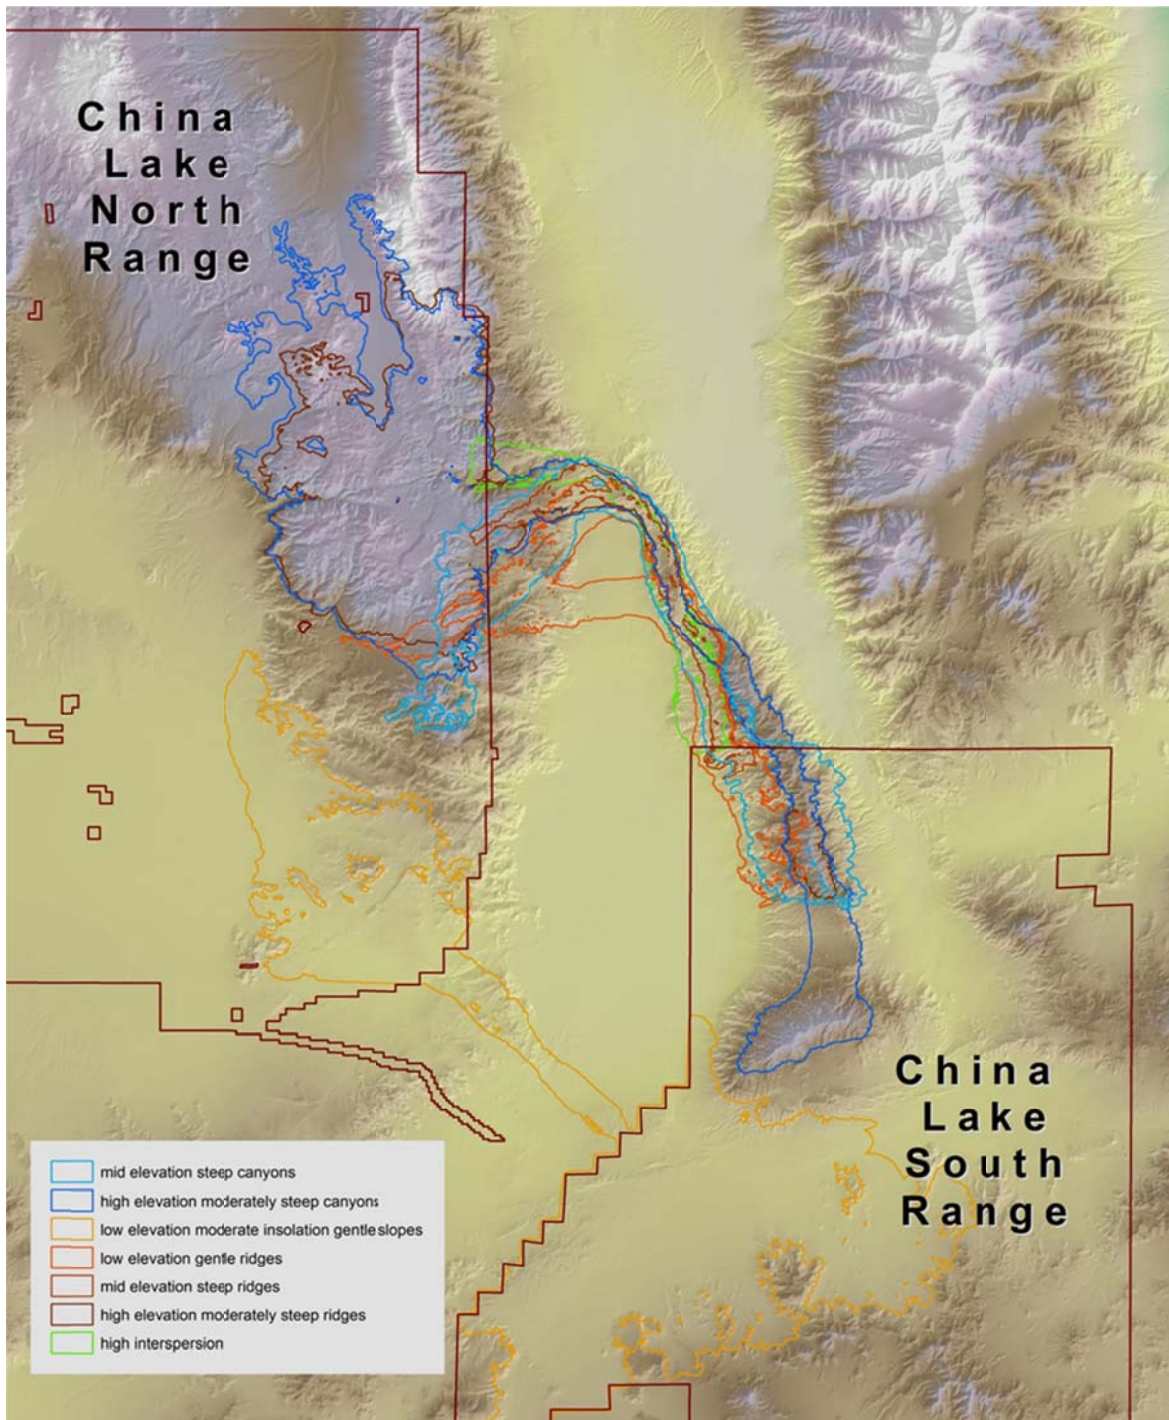 China
Lake
North
Range
China
Lake
South
Range
mid elevation steep canyons
high elevation moderately steep canyons
low elevation moderate insolation gentle slopes
low elevation gentle ridges
mid elevation steep ridges
high elevation moderately steep ridges
high interspersion